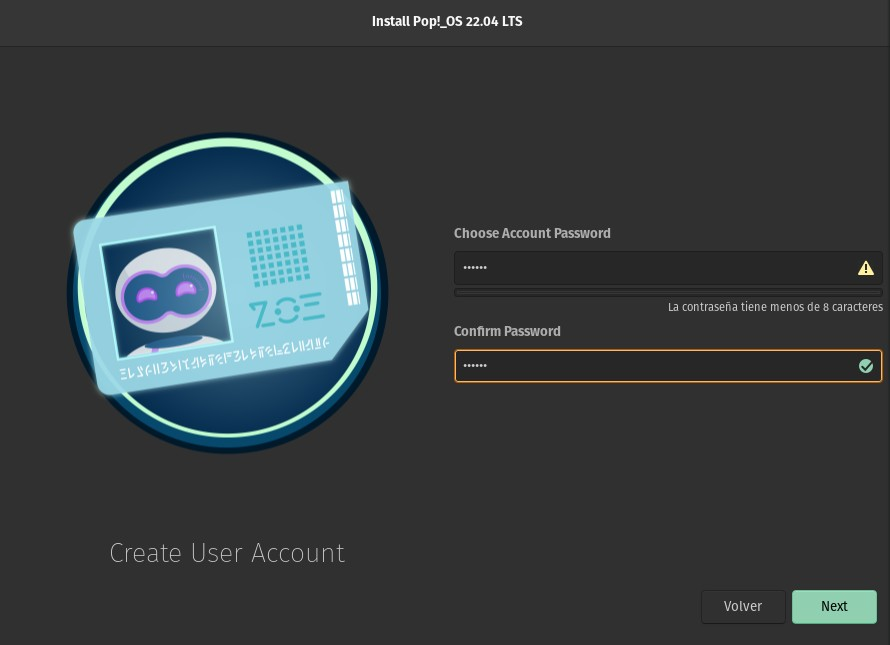 Install Pop!_OS 22.04 LTS
ZOE
Choose Account Password
••••••
La contraseña tiene menos de 8 caracteres
Confirm Password
••••••
Create User Account
Volver
Next